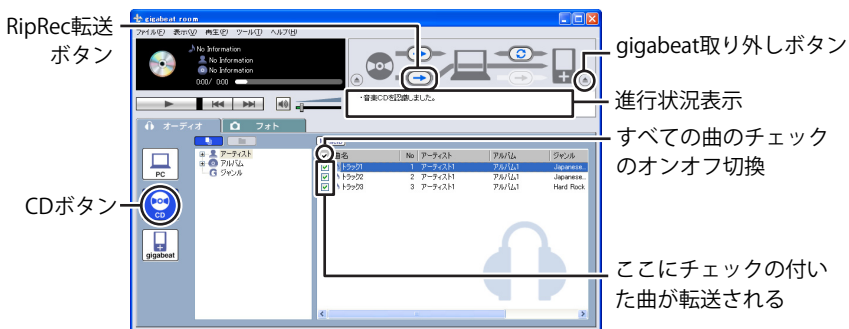 gigabeat room
ファイル(F) 表示(V) 再生(P) ツール(T) ヘルプ(H)
RipRec転送
ボタン
No Information
No Information
No Information
0:00/ 0:00
gigabeat取り外しボタン
・音楽CDを認識しました。
進行状況表示
オーディオ
フォト
すべての曲のチェック
のオンオフ切換
PC
アーティスト
アルバム
ジャンル
曲名 No アーティスト アルバム ジャンル
トラック1 1 アーティスト1 アルバム1 Japanese...
トラック2 2 アーティスト1 アルバム1 Japanese...
トラック3 3 アーティスト1 アルバム1 Hard Rock
CDボタン
CD
gigabeat
ここにチェックの付い
た曲が転送される